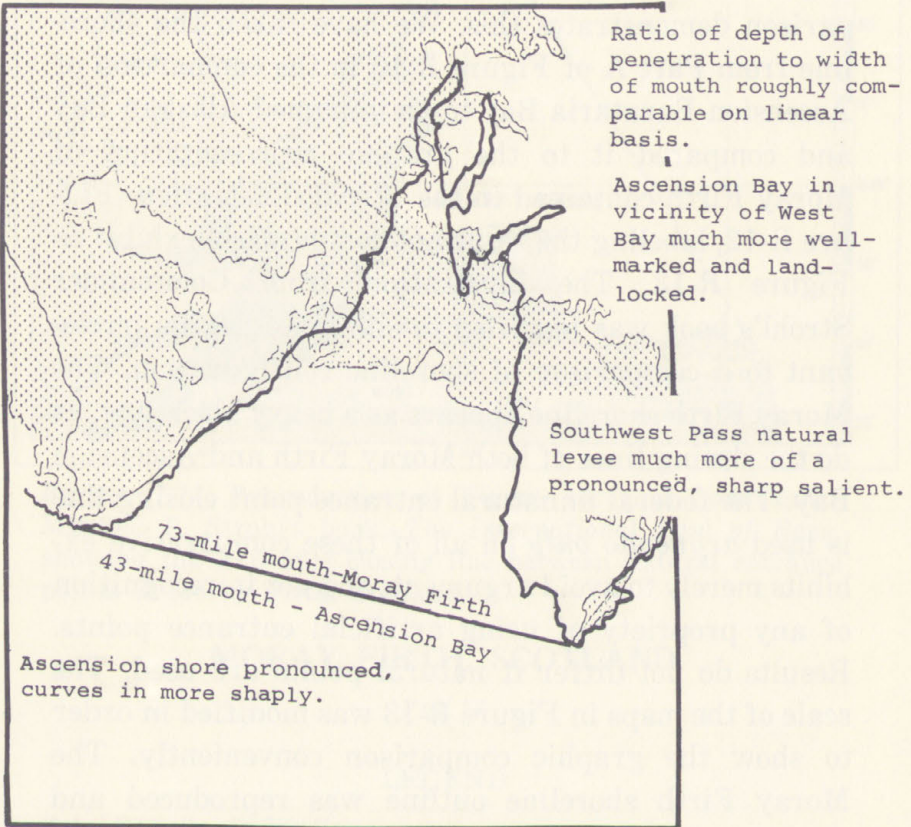 Ratio of depth of
penetration to width
of mouth roughly com-
parable on linear
basis.
Ascension Bay in
vicinity of West
Bay much more well-
marked and land-
locked.
Southwest Pass natural
levee much more of a
pronounced, sharp salient.
73-mile mouth-Moray Firth
43-mile mouth - Ascension Bay
Ascension shore pronounced,
curves in more shaply.